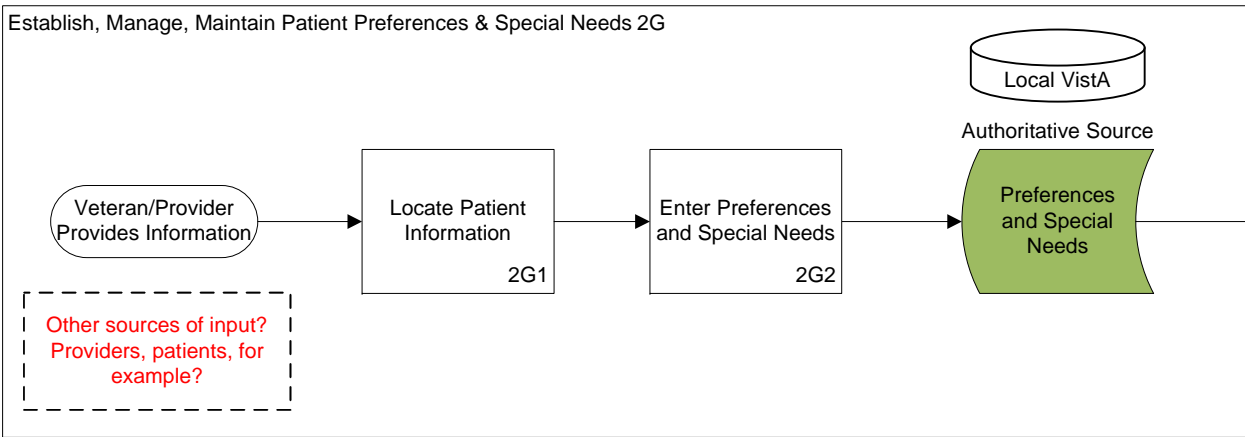 Establish, Manage, Maintain Patient Preferences & Special Needs 2G
Local VistA
Authoritative Source
Veteran/Provider
Provides Information
Locate Patient
Information
2G1
Enter Preferences
and Special Needs
2G2
Preferences
and Special
Needs
Other sources of input?
Providers, patients, for
example?